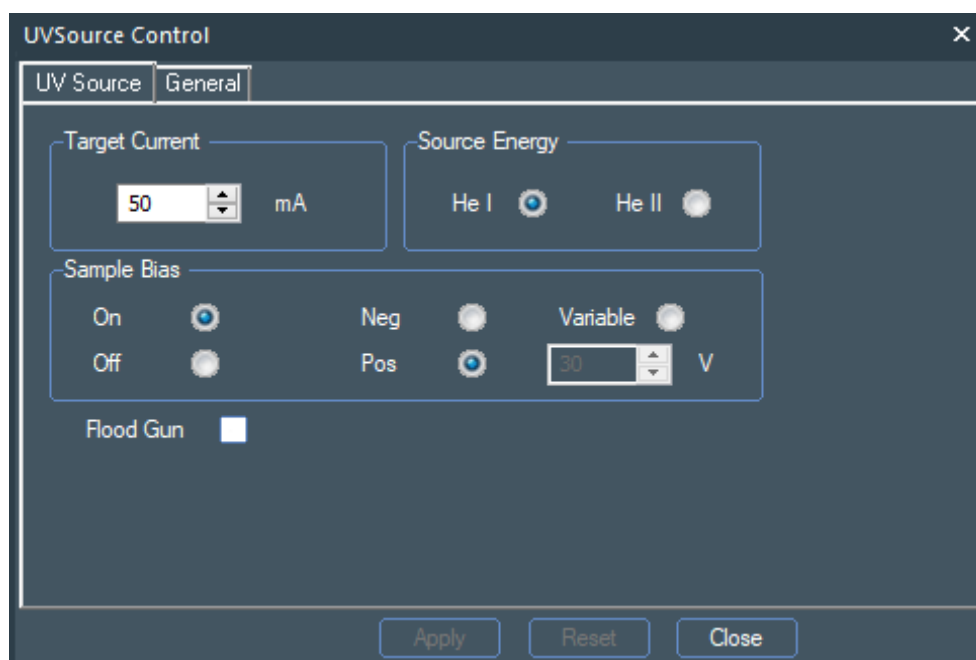 UVSource Control
UV Source General
Target Current
50 mA
Source Energy
He I He II
Sample Bias
On Neg Variable
Off Pos 30 V
Flood Gun
Apply Reset Close